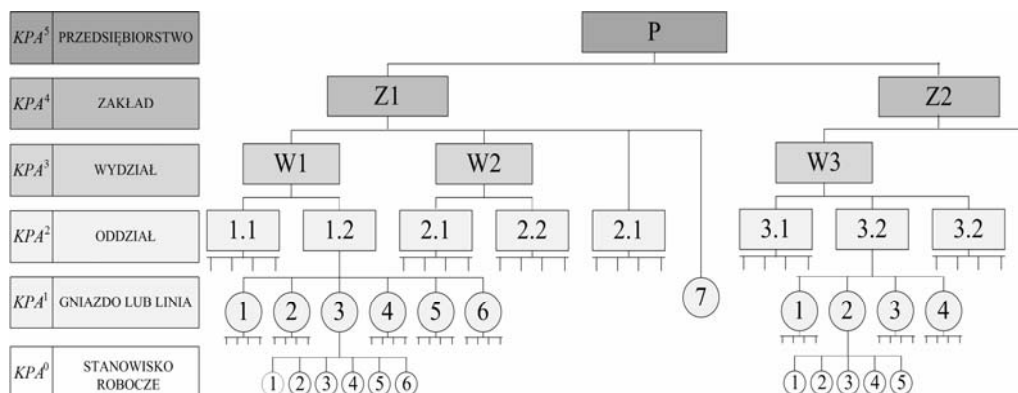 KPA⁵ PRZEDSIĘBIORSTWO P
KPA⁴ ZAKŁAD Z1 Z2
KPA³ WYDZIAŁ W1 W2 W3
KPA² ODDZIAŁ 1.1 1.2 2.1 2.2 2.1 3.1 3.2 3.2
KPA¹ GNIAZDO LUB LINIA 1 2 3 4 5 6 7 1 2 3 4
KPA⁰ STANOWISKO
ROBOCZE 1 2 3 4 5 6 1 2 3 4 5